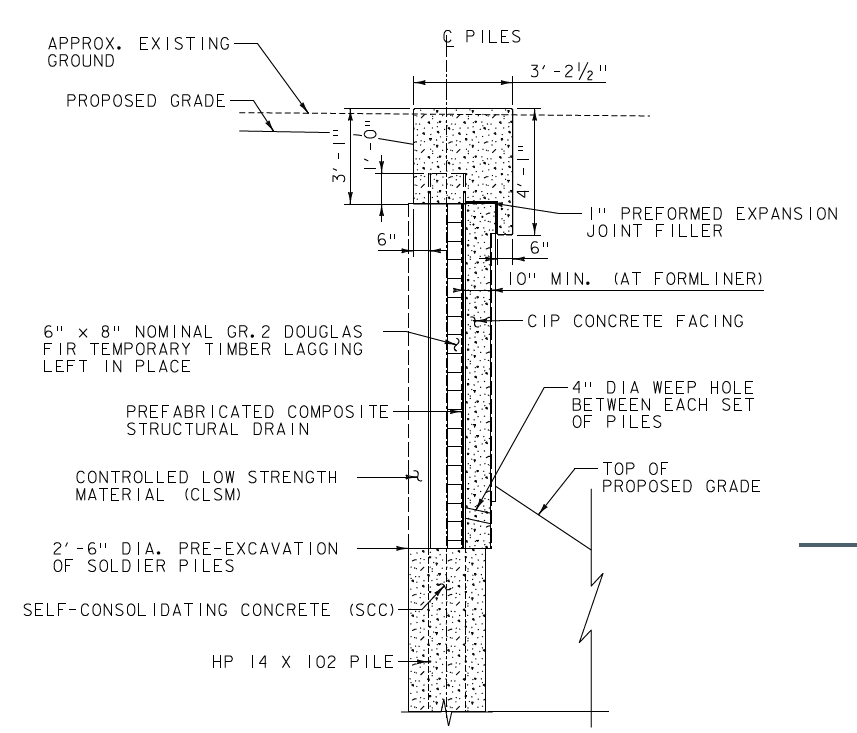 ℄ PILES
APPROX. EXISTING
GROUND
3'-2½"
PROPOSED GRADE
3'-1"
1'-0"
4'-1"
1" PREFORMED EXPANSION
JOINT FILLER
6"
6"
10" MIN. (AT FORMLINER)
CIP CONCRETE FACING
6" x 8" NOMINAL GR.2 DOUGLAS
FIR TEMPORARY TIMBER LAGGING
LEFT IN PLACE
4" DIA WEEP HOLE
BETWEEN EACH SET
OF PILES
PREFABRICATED COMPOSITE
STRUCTURAL DRAIN
TOP OF
PROPOSED GRADE
CONTROLLED LOW STRENGTH
MATERIAL (CLSM)
2'-6" DIA. PRE-EXCAVATION
OF SOLDIER PILES
SELF-CONSOLIDATING CONCRETE (SCC)
HP 14 X 102 PILE